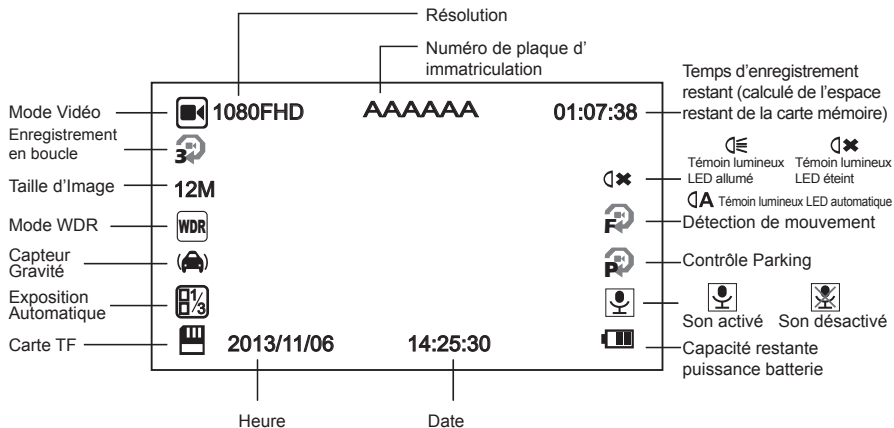 Résolution
Numéro de plaque d'
immatriculation
Temps d'enregistrement
restant (calculé de l'espace
restant de la carte mémoire)
Mode Vidéo
1080FHD
AAAAAA
01:07:38
Enregistrement
en boucle
3
Témoin lumineux
LED allumé
Témoin lumineux
LED éteint
Taille d'Image
12M
A Témoin lumineux LED automatique
Mode WDR
WDR
F
Détection de mouvement
Capteur
Gravité
P
Contrôle Parking
Exposition
Automatique
1/3
Son activé
Son désactivé
Carte TF
2013/11/06
14:25:30
Capacité restante
puissance batterie
Heure
Date